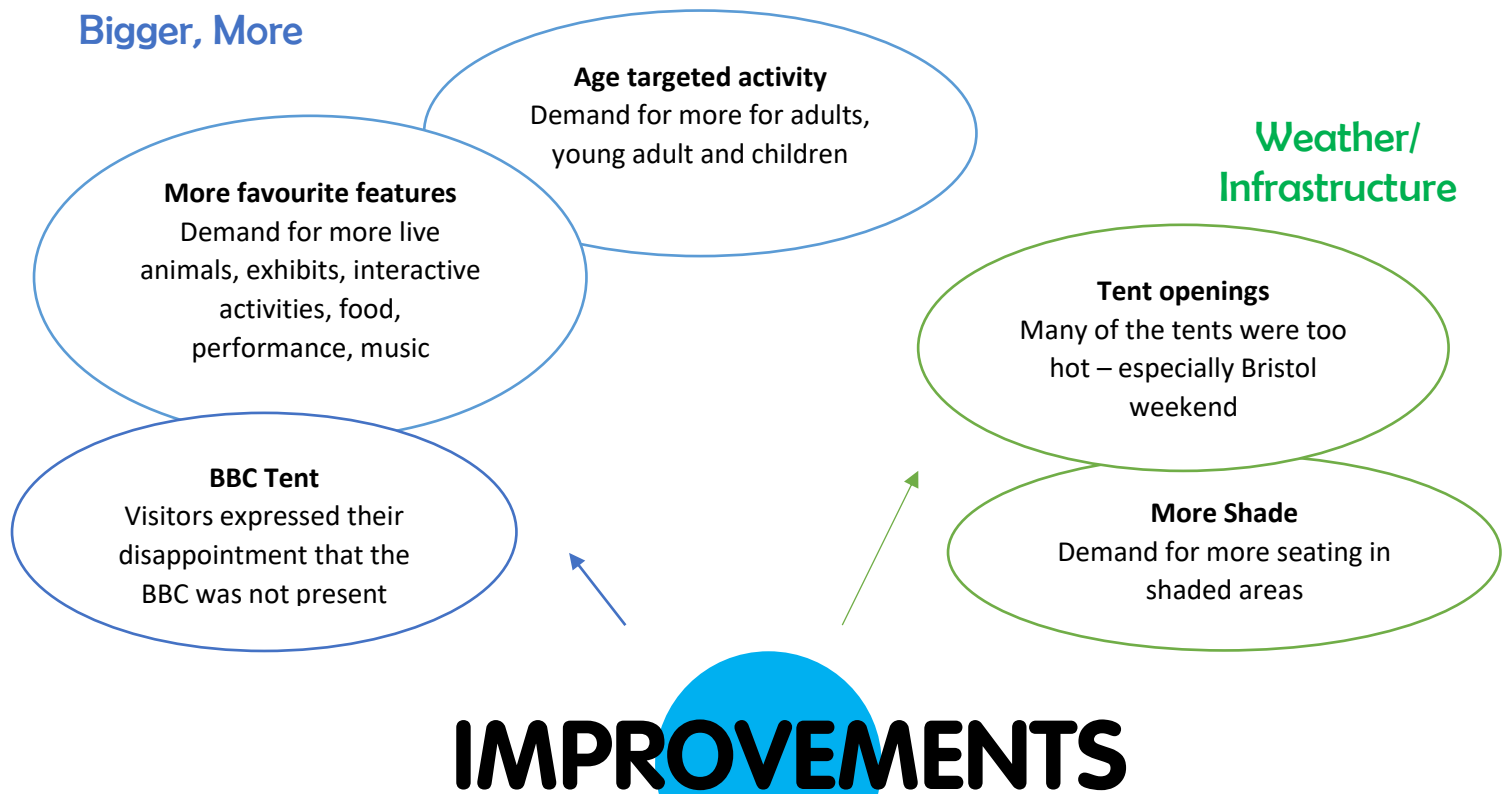 Bigger, More
Age targeted activity
Demand for more for adults,
young adult and children
More favourite features
Demand for more live
animals, exhibits, interactive
activities, food,
performance, music
BBC Tent
Visitors expressed their
disappointment that the
BBC was not present
Weather/
Infrastructure
Tent openings
Many of the tents were too
hot – especially Bristol
weekend
More Shade
Demand for more seating in
shaded areas
IMPROVEMENTS